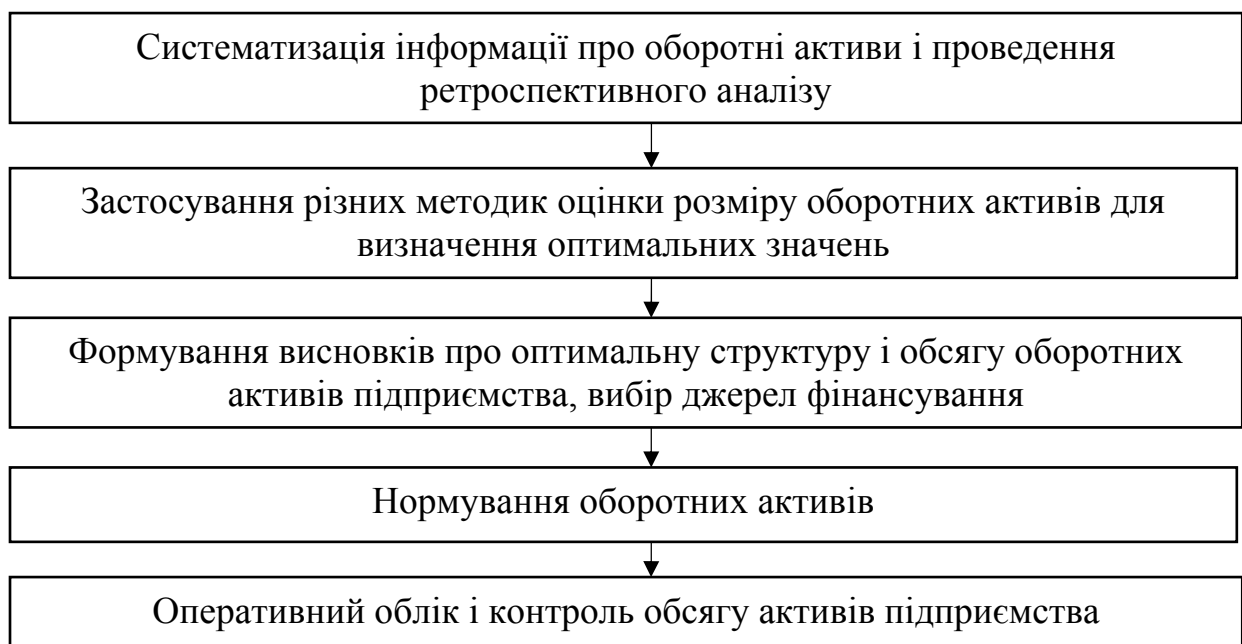 Систематизація інформації про оборотні активи і проведення
ретроспективного аналізу
Застосування різних методик оцінки розміру оборотних активів для
визначення оптимальних значень
Формування висновків про оптимальну структуру і обсягу оборотних
активів підприємства, вибір джерел фінансування
Нормування оборотних активів
Оперативний облік і контроль обсягу активів підприємства